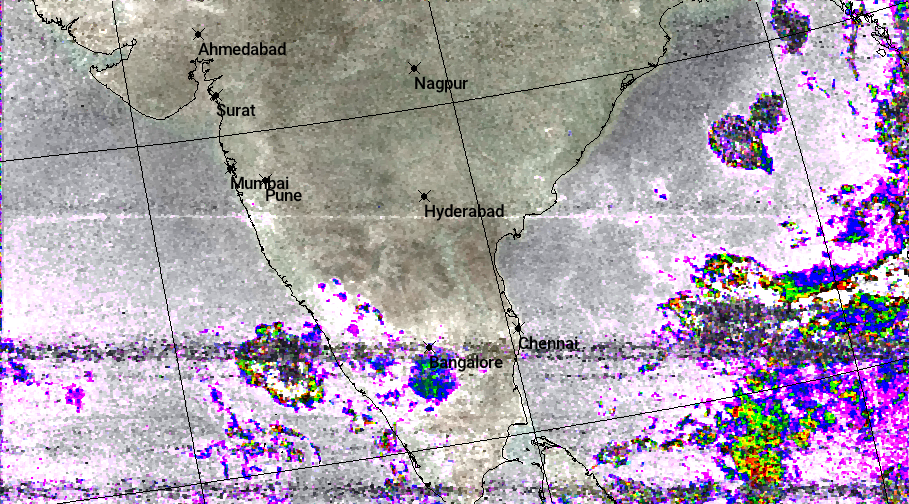 Ahmedabad
Nagpur
Surat
Mumbai
Pune
Hyderabad
Chennai
Bangalore